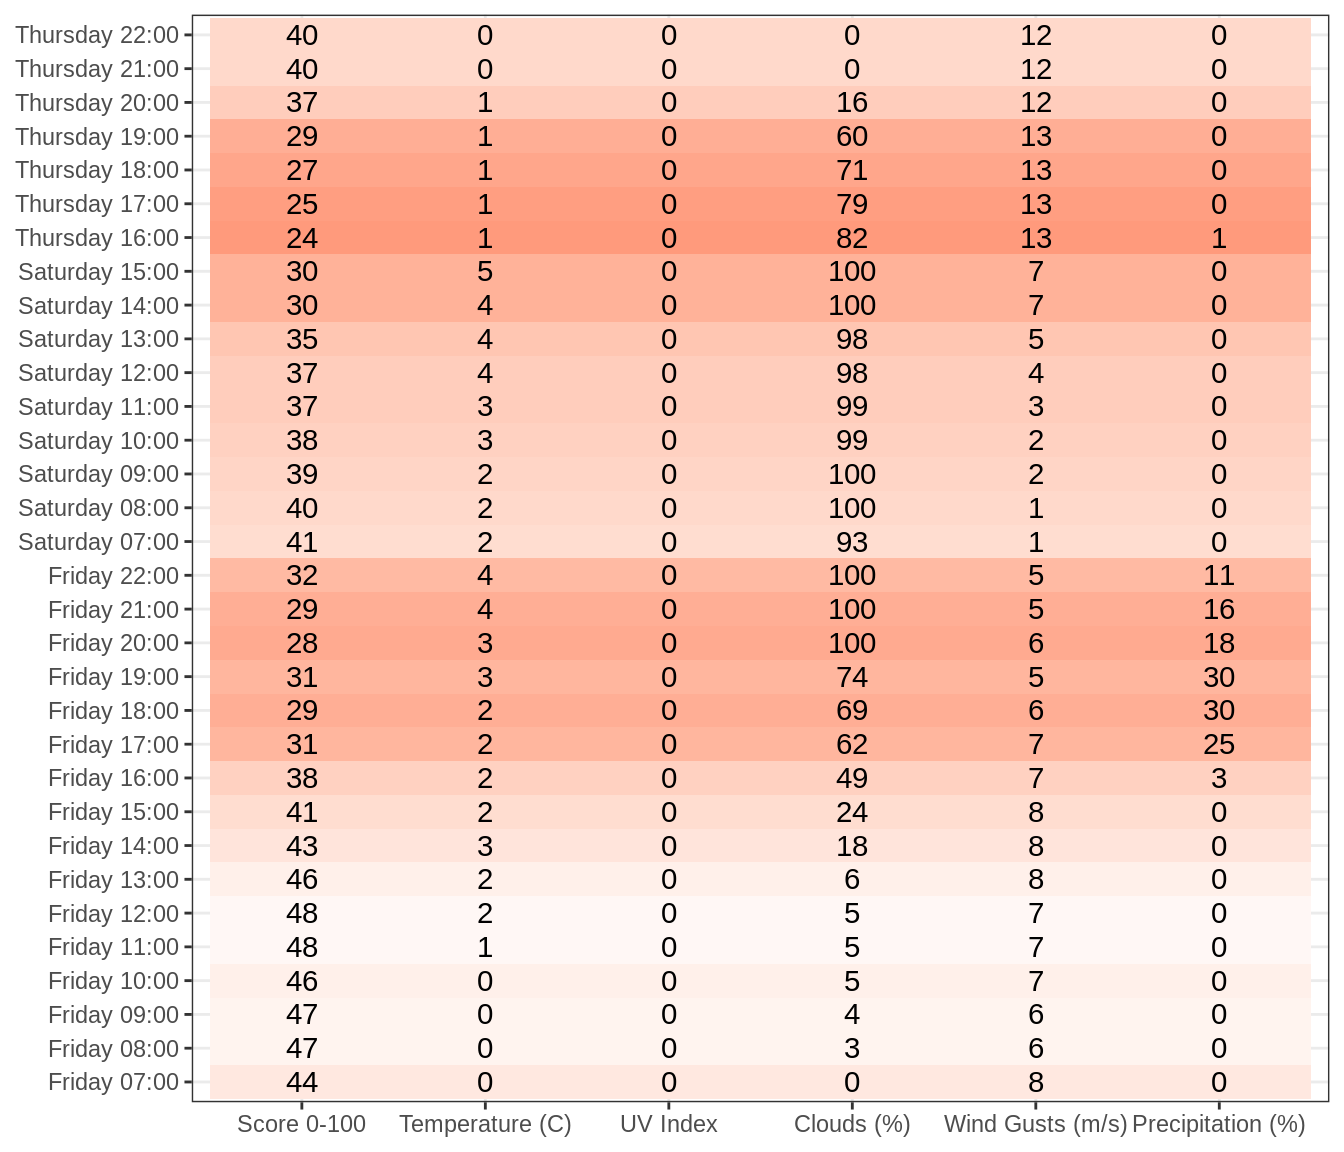 Thursday 22:00 40 0 0 0 12 0
Thursday 21:00 40 0 0 0 12 0
Thursday 20:00 37 1 0 16 12 0
Thursday 19:00 29 1 0 60 13 0
Thursday 18:00 27 1 0 71 13 0
Thursday 17:00 25 1 0 79 13 0
Thursday 16:00 24 1 0 82 13 1
Saturday 15:00 30 5 0 100 7 0
Saturday 14:00 30 4 0 100 7 0
Saturday 13:00 35 4 0 98 5 0
Saturday 12:00 37 4 0 98 4 0
Saturday 11:00 37 3 0 99 3 0
Saturday 10:00 38 3 0 99 2 0
Saturday 09:00 39 2 0 100 2 0
Saturday 08:00 40 2 0 100 1 0
Saturday 07:00 41 2 0 93 1 0
Friday 22:00 32 4 0 100 5 11
Friday 21:00 29 4 0 100 5 16
Friday 20:00 28 3 0 100 6 18
Friday 19:00 31 3 0 74 5 30
Friday 18:00 29 2 0 69 6 30
Friday 17:00 31 2 0 62 7 25
Friday 16:00 38 2 0 49 7 3
Friday 15:00 41 2 0 24 8 0
Friday 14:00 43 3 0 18 8 0
Friday 13:00 46 2 0 6 8 0
Friday 12:00 48 2 0 5 7 0
Friday 11:00 48 1 0 5 7 0
Friday 10:00 46 0 0 5 7 0
Friday 09:00 47 0 0 4 6 0
Friday 08:00 47 0 0 3 6 0
Friday 07:00 44 0 0 0 8 0
Score 0-100 Temperature (C) UV Index Clouds (%) Wind Gusts (m/s) Precipitation (%)